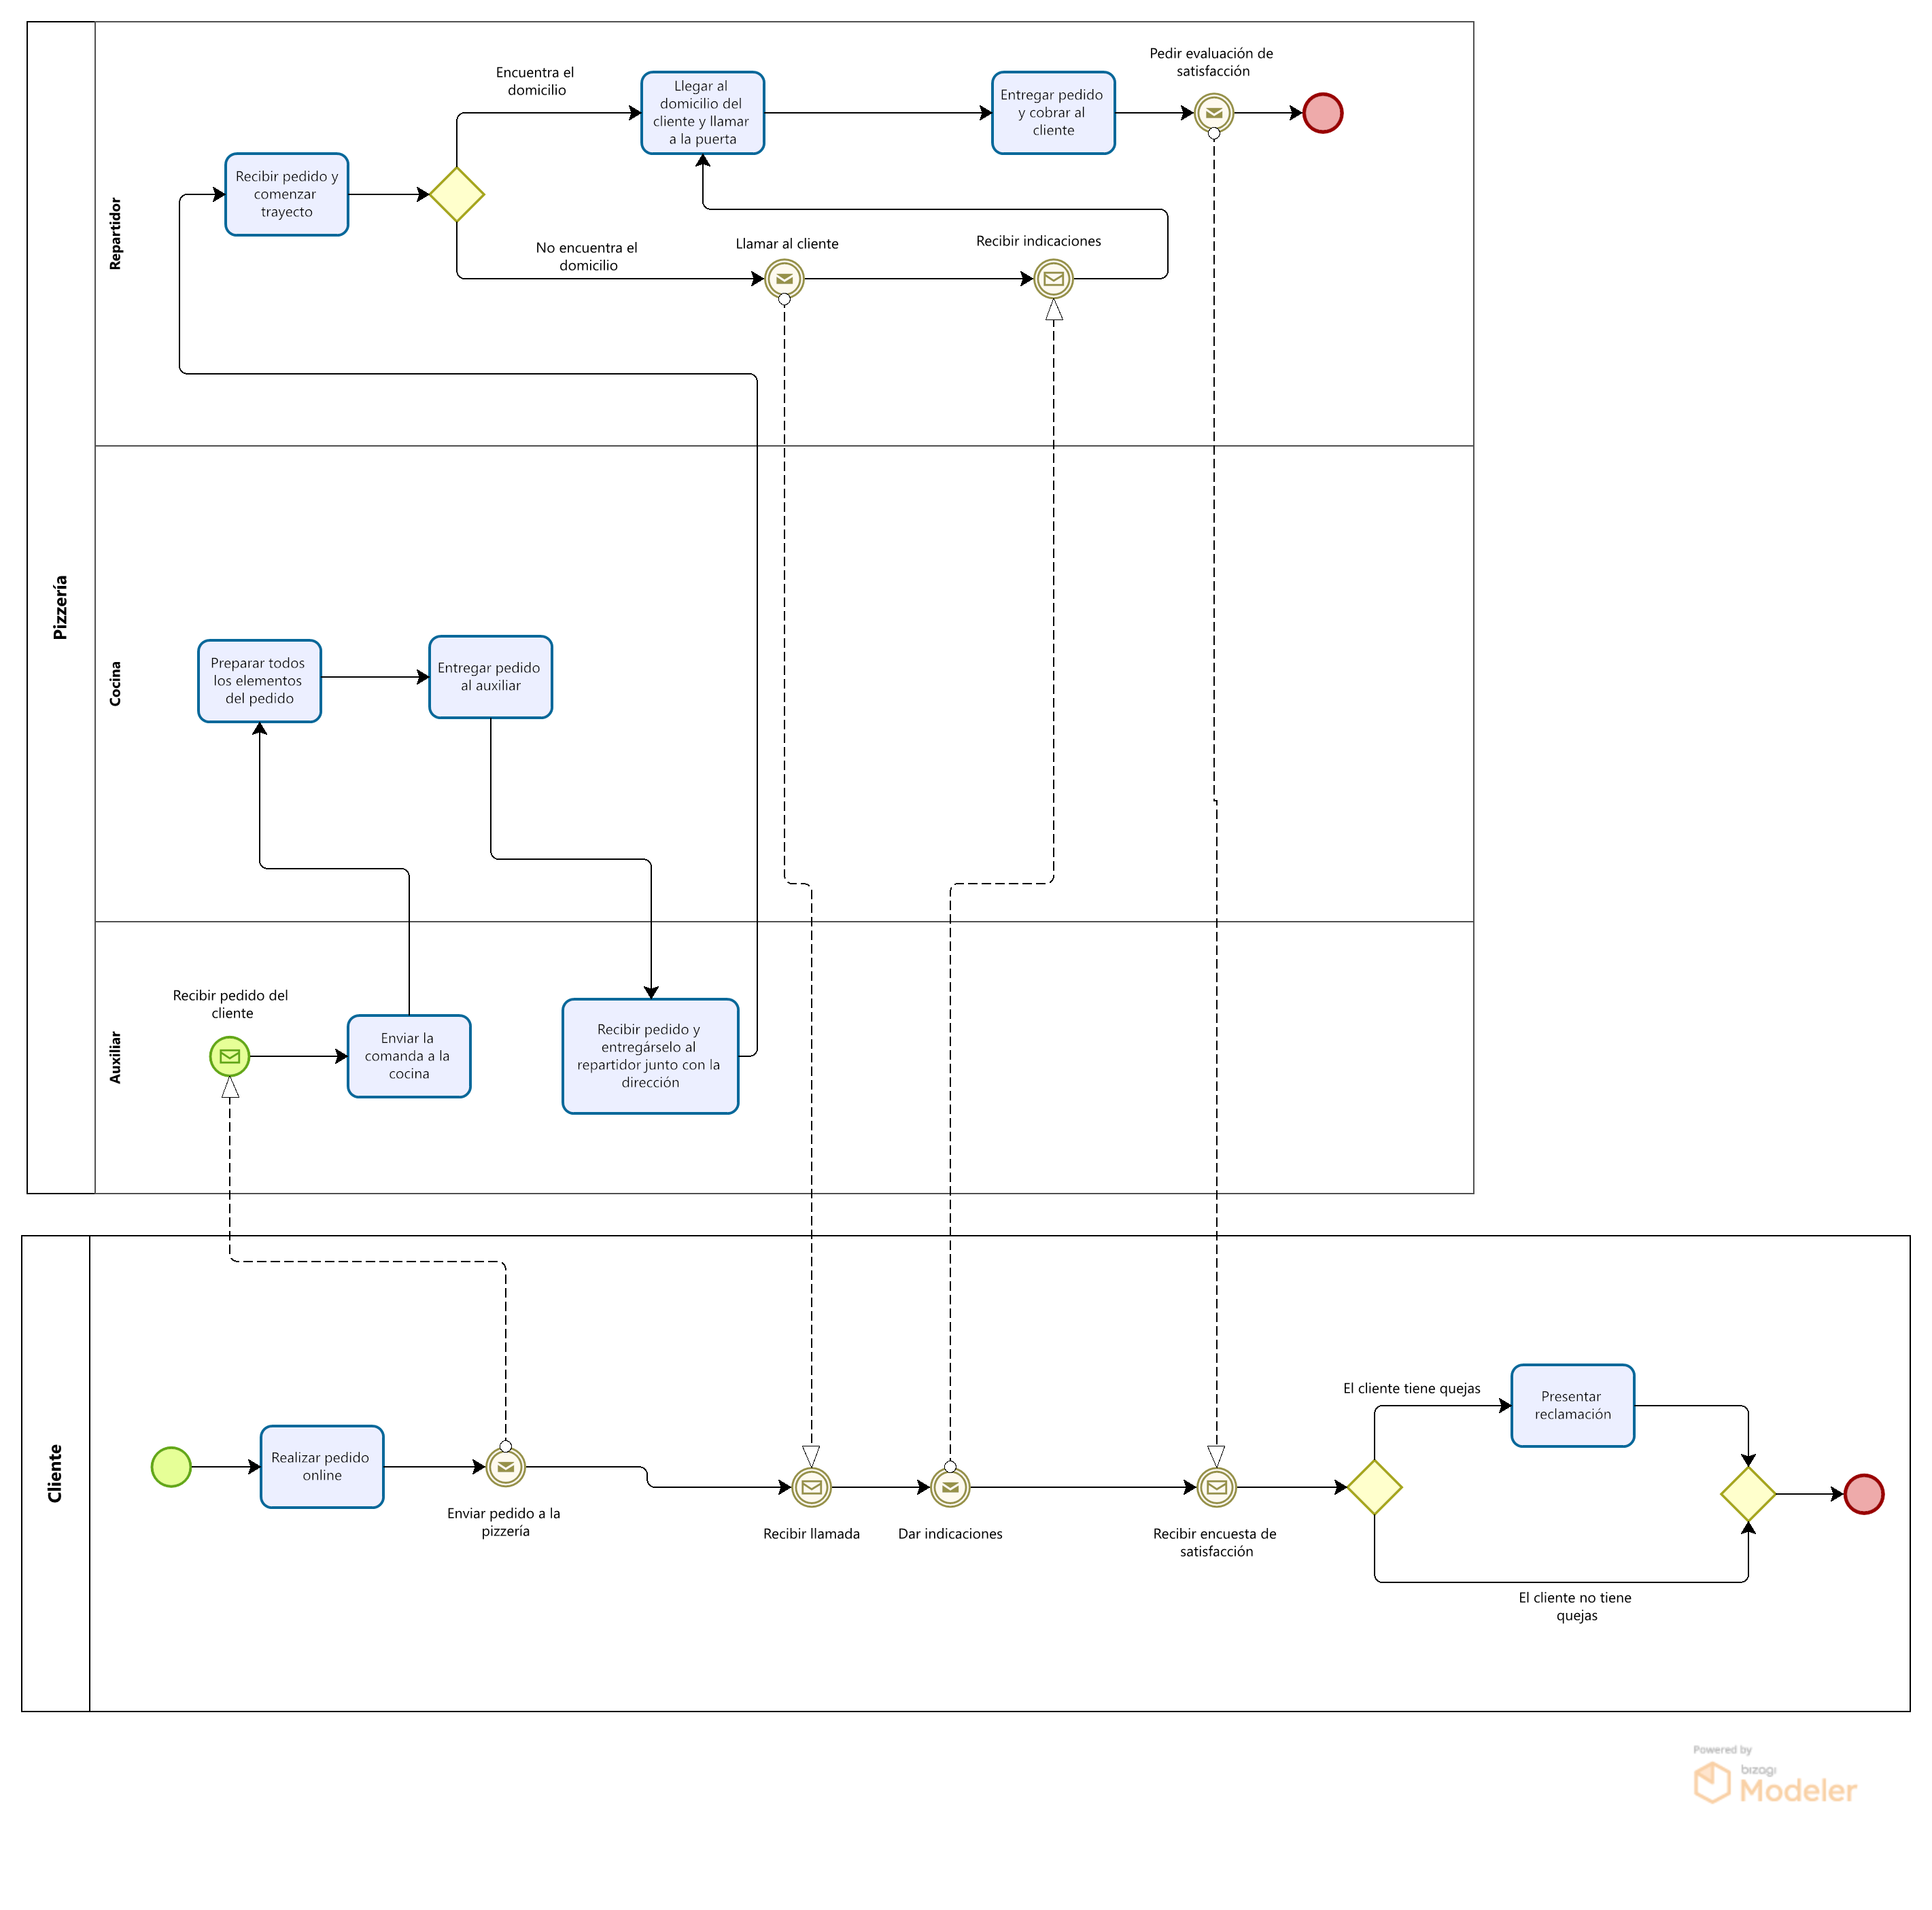 Pizzería
Repartidor
Encuentra el
domicilio
Llegar al
domicilio del
cliente y llamar
a la puerta
Entregar pedido
y cobrar al
cliente
Pedir evaluación de
satisfacción
Recibir pedido y
comenzar
trayecto
No encuentra el
domicilio
Llamar al cliente
Recibir indicaciones
Cocina
Preparar todos
los elementos
del pedido
Entregar pedido
al auxiliar
Auxiliar
Recibir pedido del
cliente
Enviar la
comanda a la
cocina
Recibir pedido y
entregárselo al
repartidor junto con la
dirección
Cliente
Realizar pedido
online
Enviar pedido a la
pizzería
Recibir llamada
Dar indicaciones
Recibir encuesta de
satisfacción
El cliente tiene quejas
Presentar
reclamación
El cliente no tiene
quejas
Powered by
bizagi
Modeler